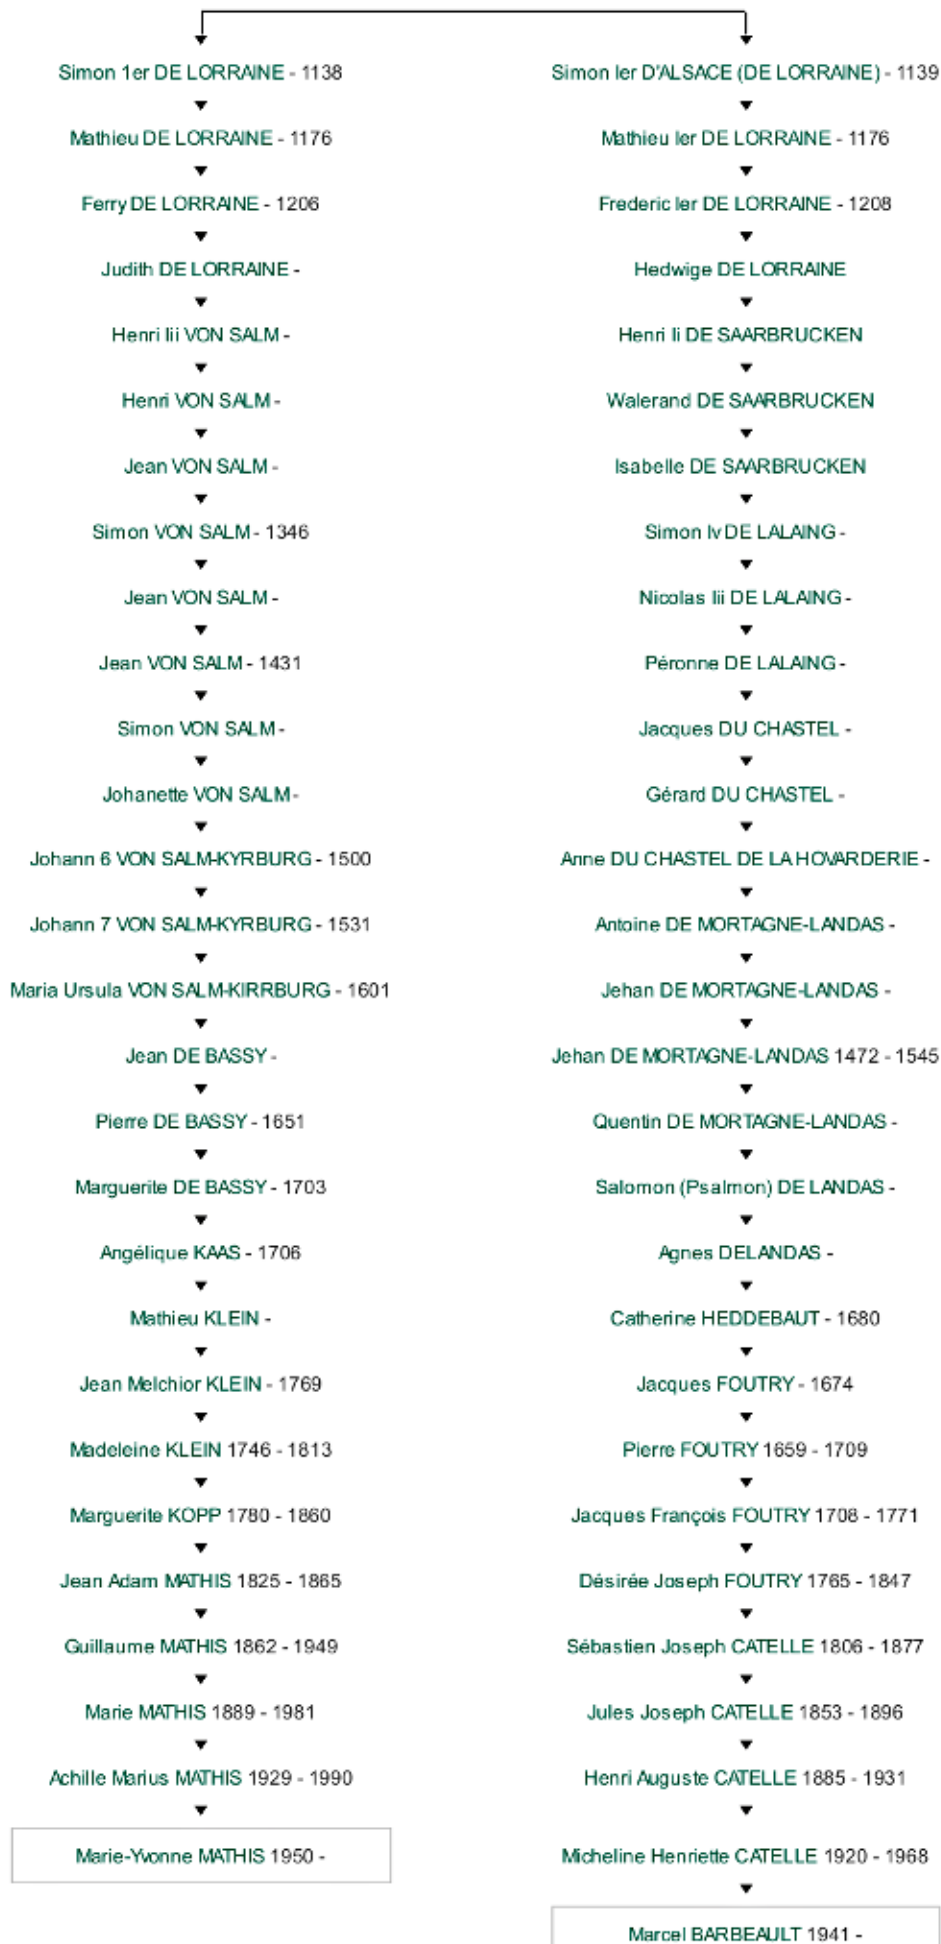 Simon 1er DE LORRAINE - 1138
Mathieu DE LORRAINE - 1176
Ferry DE LORRAINE - 1206
Judith DE LORRAINE -
Henri Iii VON SALM -
Henri VON SALM -
Jean VON SALM -
Simon VON SALM - 1346
Jean VON SALM -
Jean VON SALM - 1431
Simon VON SALM -
Johanette VON SALM -
Johann 6 VON SALM-KYRBURG - 1500
Johann 7 VON SALM-KYRBURG - 1531
Maria Ursula VON SALM-KIRRBURG - 1601
Jean DE BASSY -
Pierre DE BASSY - 1651
Marguerite DE BASSY - 1703
Angélique KAAS - 1706
Mathieu KLEIN -
Jean Melchior KLEIN - 1769
Madeleine KLEIN 1746 - 1813
Marguerite KOPP 1780 - 1860
Jean Adam MATHIS 1825 - 1865
Guillaume MATHIS 1862 - 1949
Marie MATHIS 1889 - 1981
Achille Marius MATHIS 1929 - 1990
Marie-Yvonne MATHIS 1950 -
Simon Ier D'ALSACE (DE LORRAINE) - 1139
Mathieu Ier DE LORRAINE - 1176
Frederic Ier DE LORRAINE - 1208
Hedwige DE LORRAINE
Henri Ii DE SAARBRUCKEN
Walerand DE SAARBRUCKEN
Isabelle DE SAARBRUCKEN
Simon Iv DE LALAING -
Nicolas Iii DE LALAING -
Péronne DE LALAING -
Jacques DU CHASTEL -
Gérard DU CHASTEL -
Anne DU CHASTEL DE LA HOVARDERIE -
Antoine DE MORTAGNE-LANDAS -
Jehan DE MORTAGNE-LANDAS -
Jehan DE MORTAGNE-LANDAS 1472 - 1545
Quentin DE MORTAGNE-LANDAS -
Salomon (Psalmon) DE LANDAS -
Agnes DELANDAS -
Catherine HEDDEBAUT - 1680
Jacques FOUTRY - 1674
Pierre FOUTRY 1659 - 1709
Jacques François FOUTRY 1708 - 1771
Désirée Joseph FOUTRY 1765 - 1847
Sébastien Joseph CATELLE 1806 - 1877
Jules Joseph CATELLE 1853 - 1896
Henri Auguste CATELLE 1885 - 1931
Micheline Henriette CATELLE 1920 - 1968
Marcel BARBEAULT 1941 -